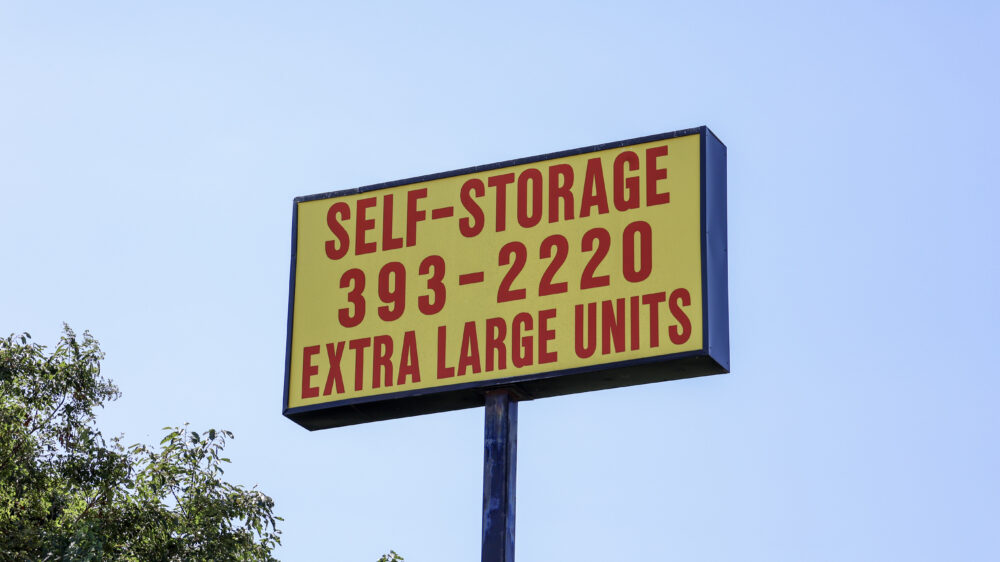 SELF-STORAGE
393-2220
EXTRA LARGE UNITS